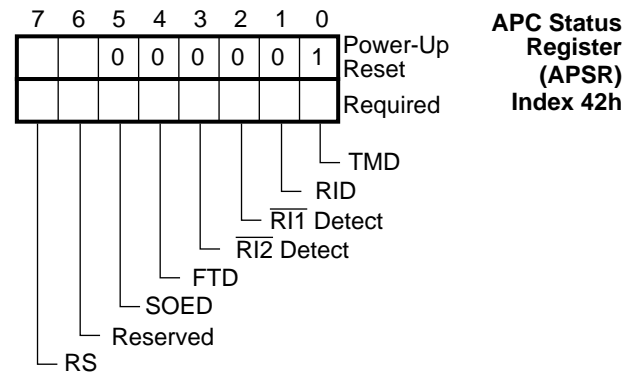 7 6 5 4 3 2 1 0
APC Status
Register
(APSR)
Index 42h
0 0 0 0 0 1
Power-Up
Reset
Required
TMD
RID
RI1 Detect
RI2 Detect
FTD
SOED
Reserved
RS